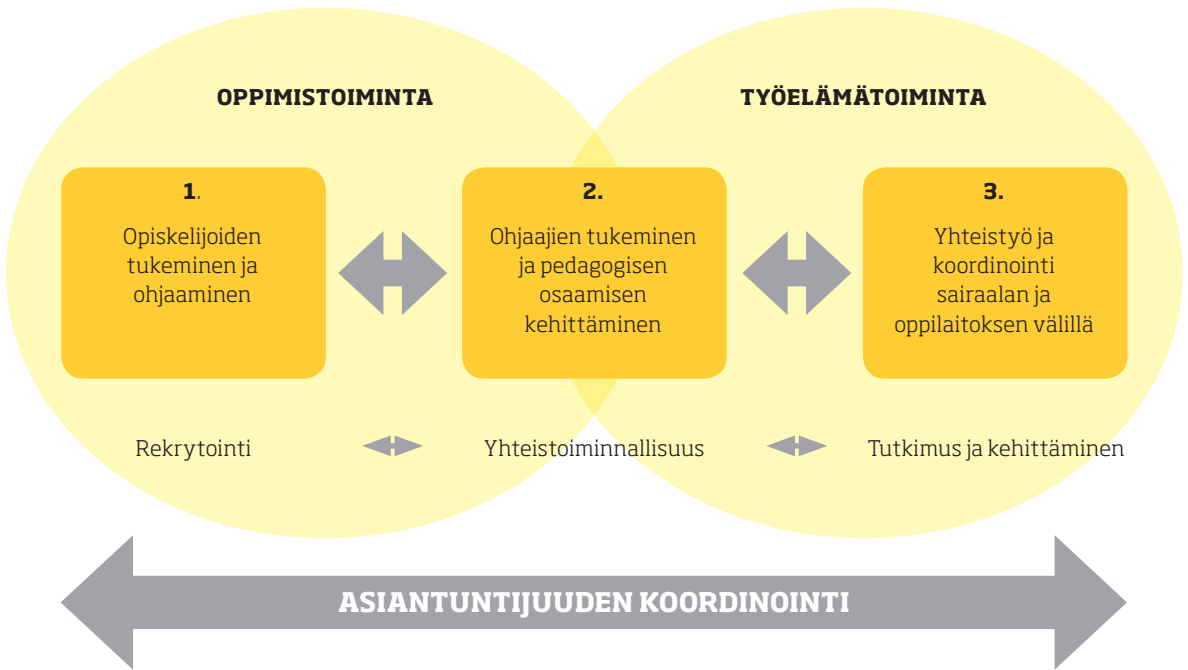 OPPIMISTOIMINTA
TYÖELÄMÄTOIMINTA
1.
Opiskelijoiden
tukeminen ja
ohjaaminen
2.
Ohjaajien tukeminen
ja pedagogisen
osaamisen
kehittäminen
3.
Yhteistyö ja
koordinointi
sairaalan ja
oppilaitoksen välillä
Rekrytointi
Yhteistoiminnallisuus
Tutkimus ja kehittäminen
ASIANTUNTIJUUDEN KOORDINOINTI